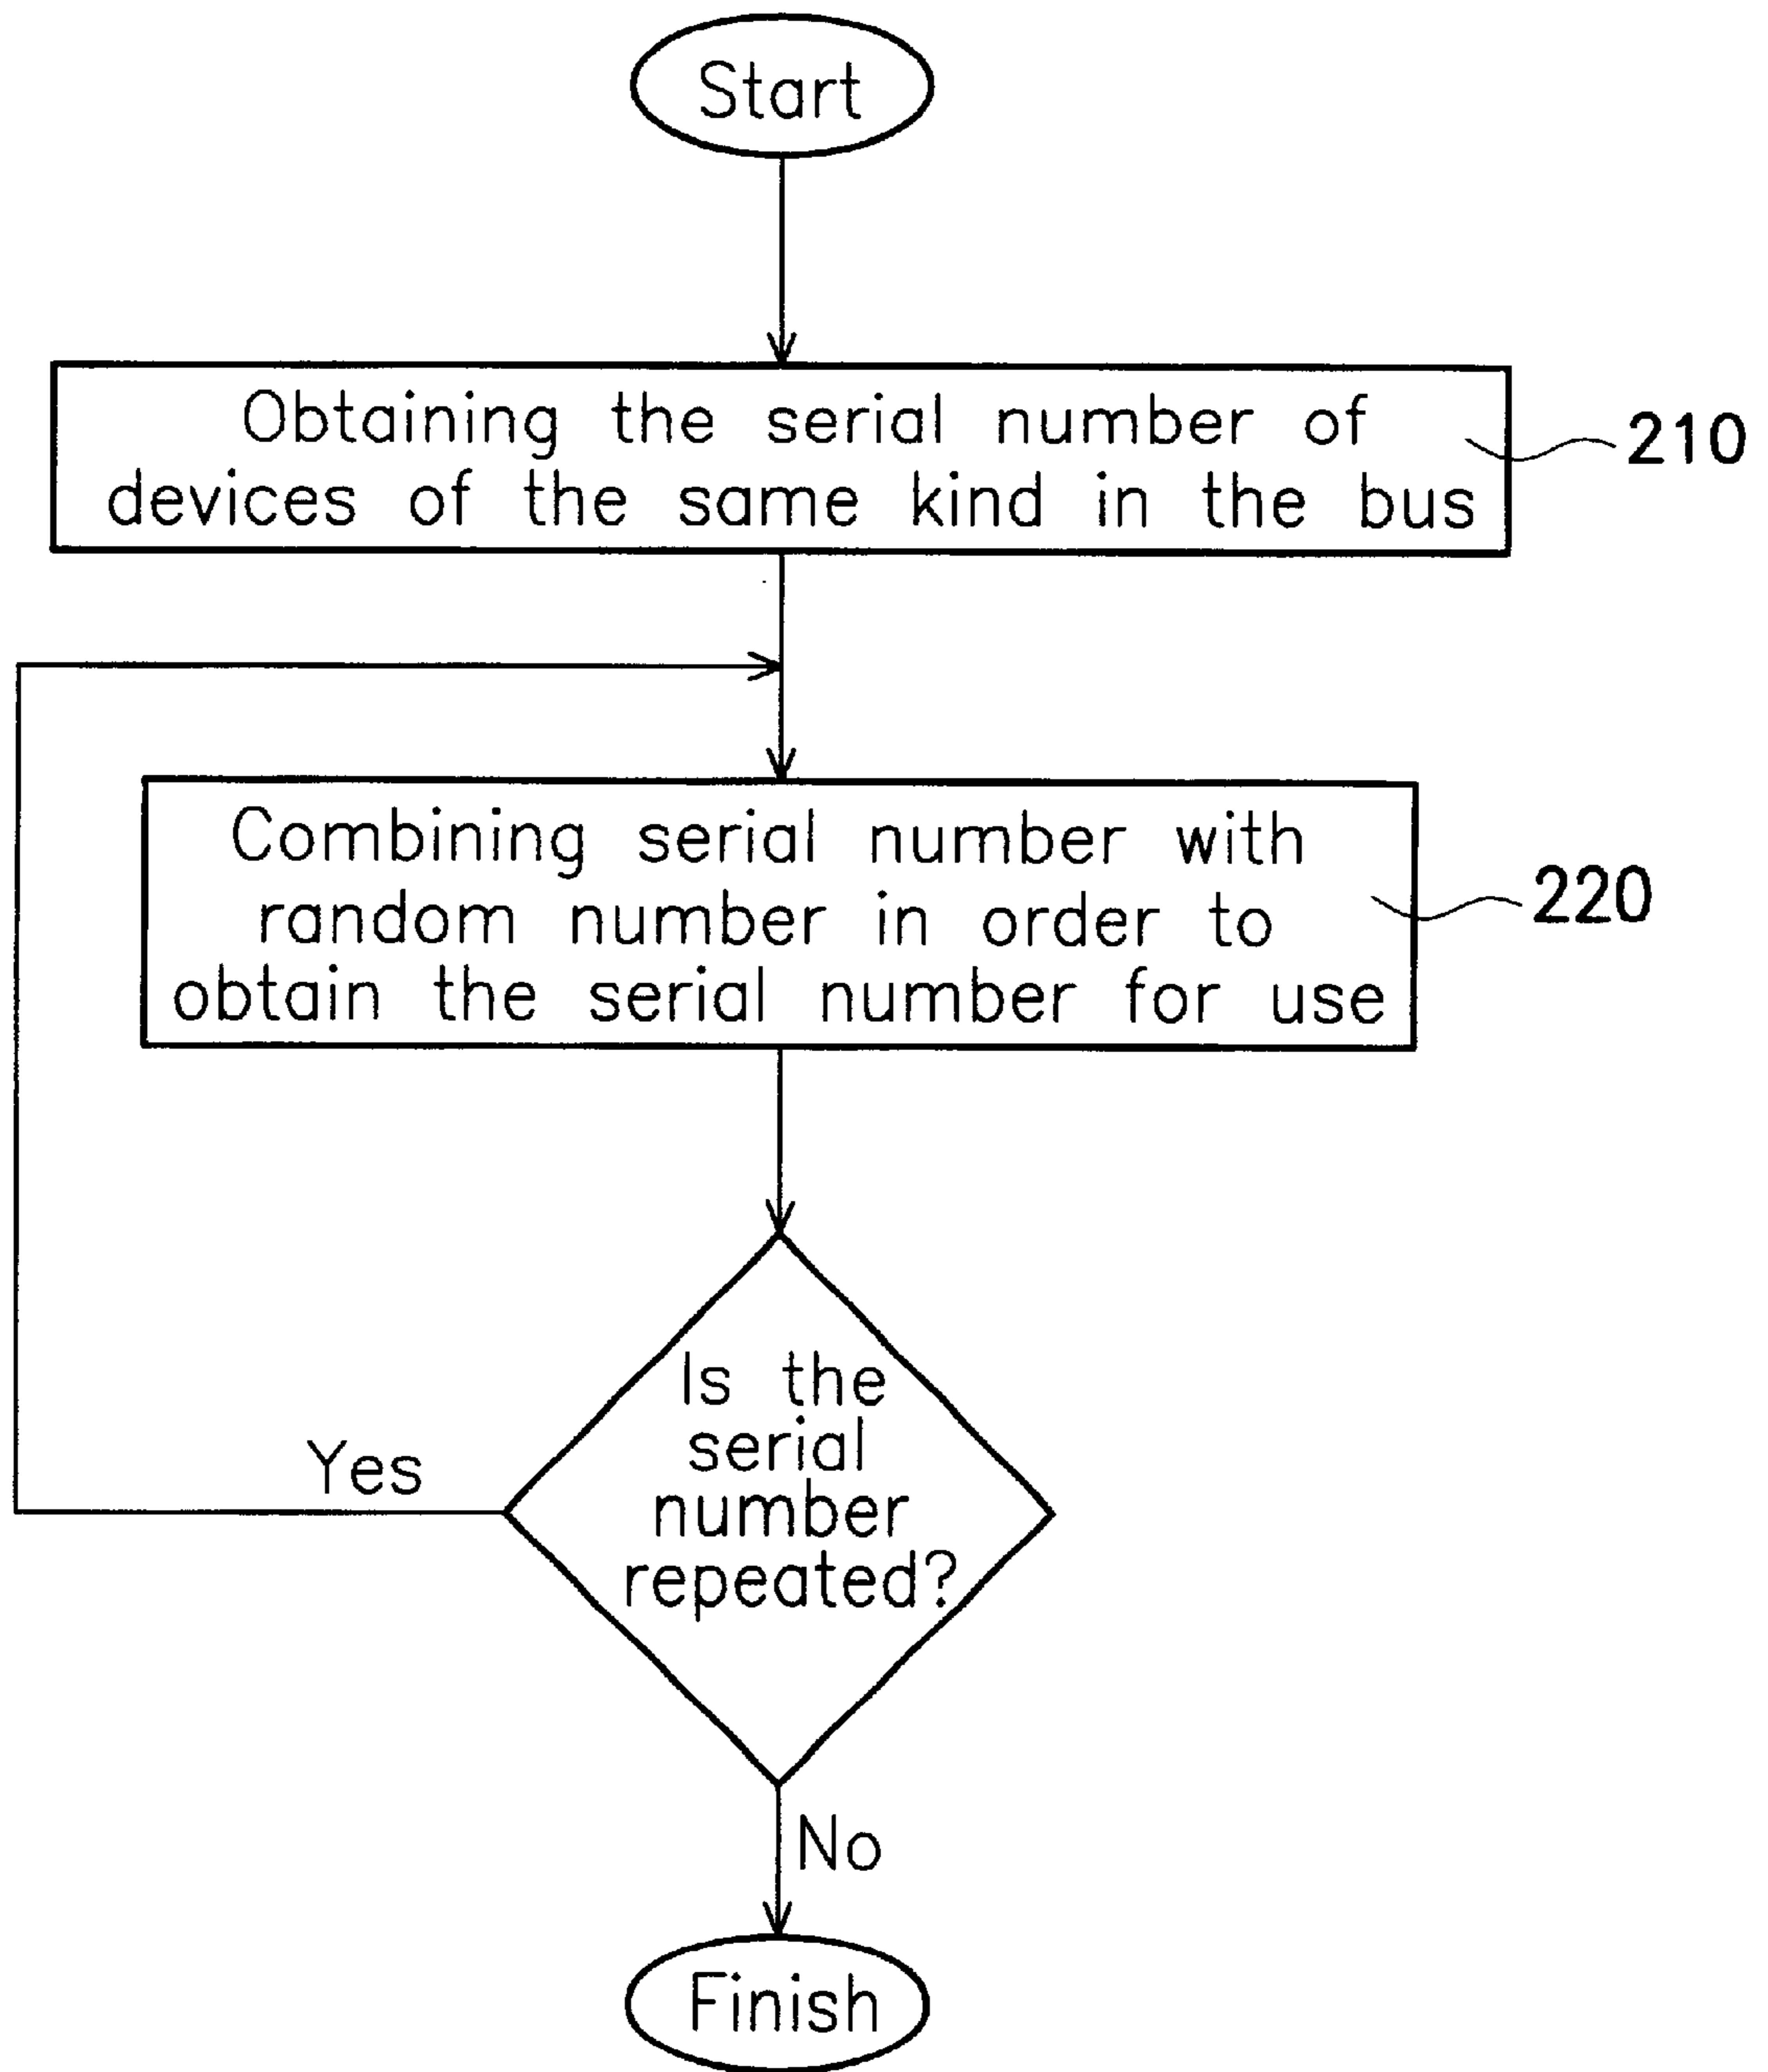 Start
Obtaining the serial number of
devices of the same kind in the bus
210
Combining serial number with
random number in order to
obtain the serial number for use
220
Is the
serial
number
repeated?
Yes
No
Finish